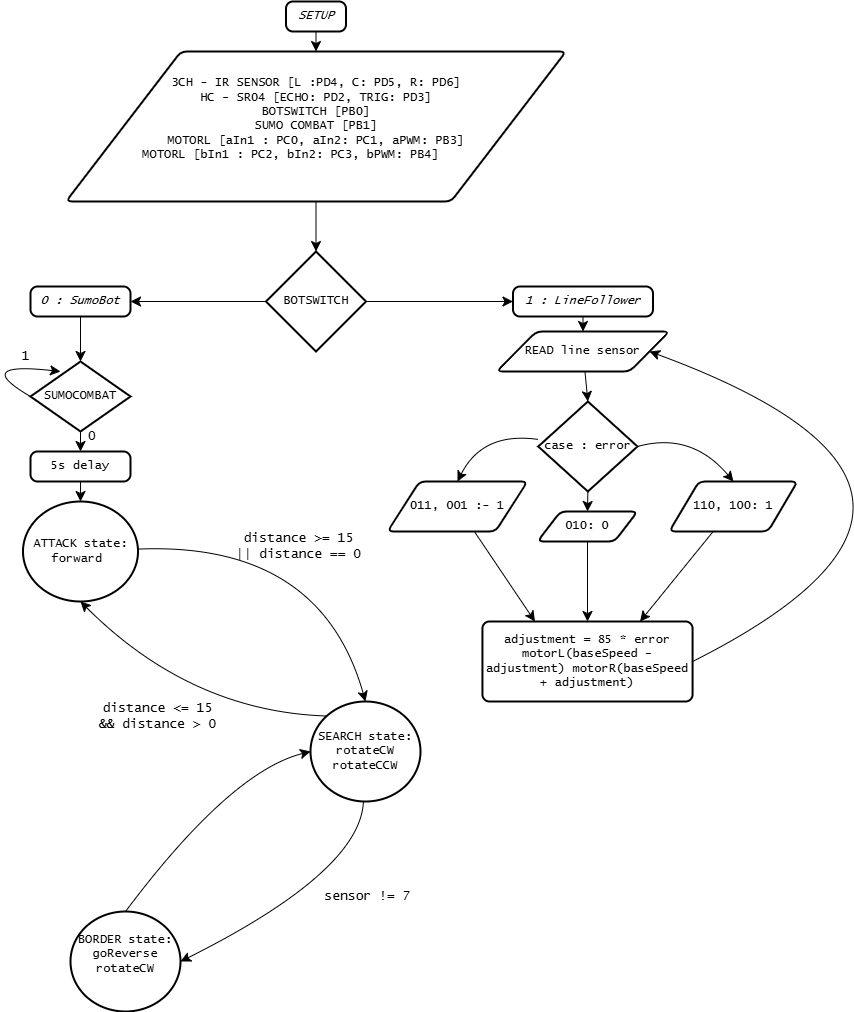 SETUP
3CH - IR SENSOR [L :PD4, C: PD5, R: PD6]
HC - SR04 [ECHO: PD2, TRIG: PD3]
BOTSWITCH [PB0]
SUMO COMBAT [PB1]
MOTORL [aIn1 : PC0, aIn2: PC1, aPWM: PB3]
MOTORL [bIn1 : PC2, bIn2: PC3, bPWM: PB4]
BOTSWITCH
0 : SumoBot
1 : LineFollower
READ line sensor
1
SUMOCOMBAT
0
5s delay
case : error
011, 001 :- 1
010: 0
110, 100: 1
ATTACK state:
forward
distance >= 15
|| distance == 0
adjustment = 85 * error
motorL(baseSpeed -
adjustment) motorR(baseSpeed
+ adjustment)
distance <= 15
&& distance > 0
SEARCH state:
rotateCW
rotateCCW
sensor != 7
BORDER state:
goReverse
rotateCW